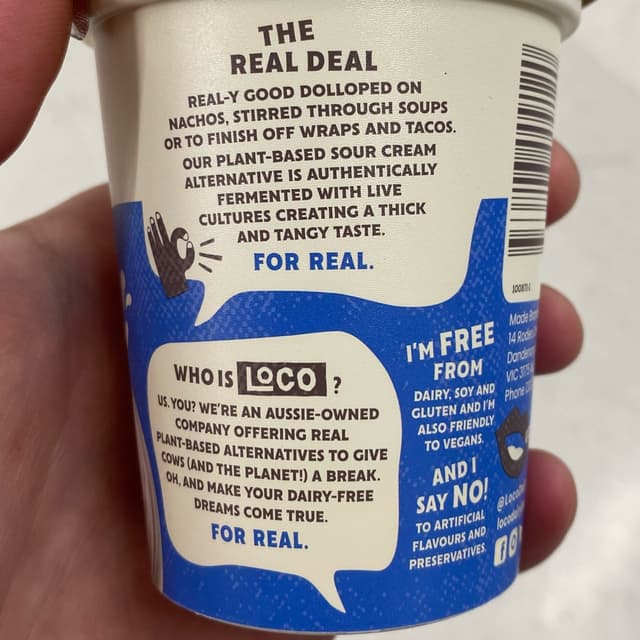 THE
REAL DEAL
REAL-Y GOOD DOLLOPED ON
NACHOS, STIRRED THROUGH SOUPS
OR TO FINISH OFF WRAPS AND TACOS.
OUR PLANT-BASED SOUR CREAM
ALTERNATIVE IS AUTHENTICALLY
FERMENTED WITH LIVE
CULTURES CREATING A THICK
AND TANGY TASTE.
FOR REAL.
WHO IS LOCO ?
US. YOU? WE'RE AN AUSSIE-OWNED
COMPANY OFFERING REAL
PLANT-BASED ALTERNATIVES TO GIVE
COWS (AND THE PLANET!) A BREAK.
OH, AND MAKE YOUR DAIRY-FREE
DREAMS COME TRUE.
FOR REAL.
I'M FREE
FROM
DAIRY, SOY AND
GLUTEN AND I'M
ALSO FRIENDLY
TO VEGANS.
AND I
SAY NO!
TO ARTIFICIAL
FLAVOURS AND
PRESERVATIVES.
Made
14
VIC
Phone